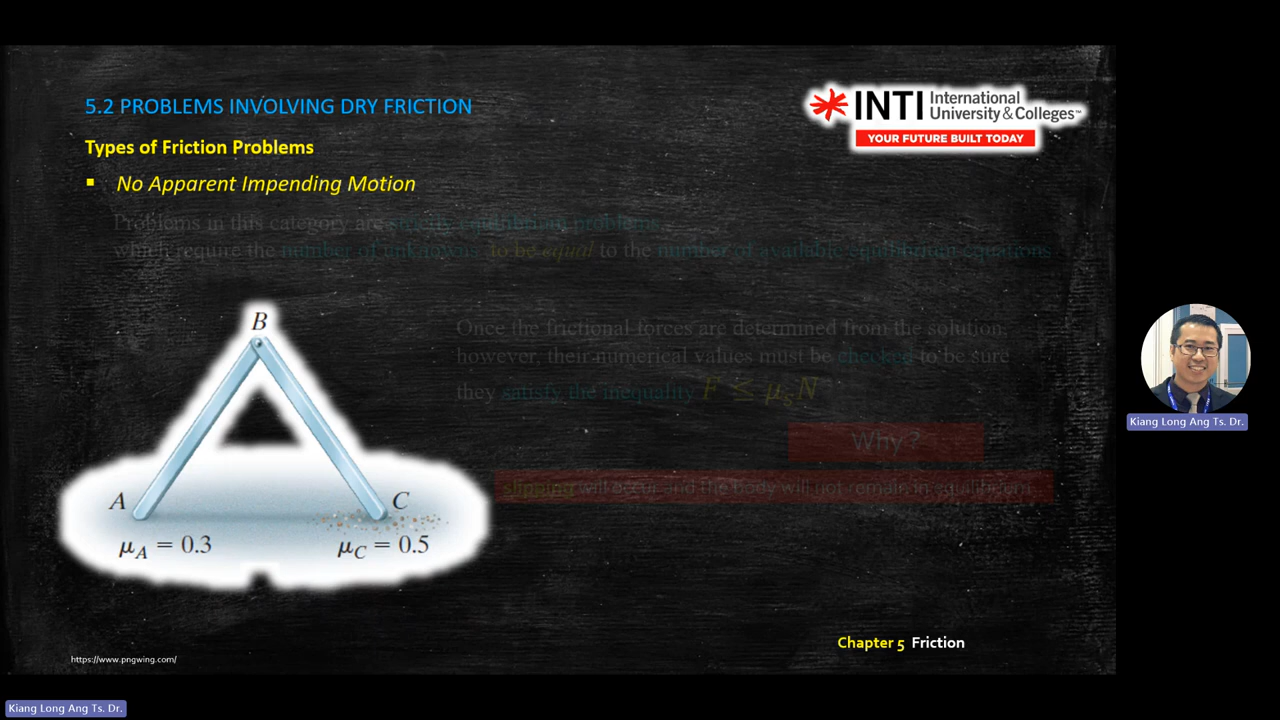 5.2 PROBLEMS INVOLVING DRY FRICTION
INTI International
University & Colleges™
YOUR FUTURE BUILT TODAY
Types of Friction Problems
▪ No Apparent Impending Motion
Problems in this category are strictly equilibrium problems,
which require the number of unknowns to be equal to the number of available equilibrium equations
Once the frictional forces are determined from the solution,
however, their numerical values must be checked to be sure
they satisfy the inequality F ≤ μsN
Why ?
slipping will occur and the body will not remain in equilibrium
B
A
C
μA = 0.3
μC = 0.5
Chapter 5 Friction
https://www.pngwing.com/
Kiang Long Ang Ts. Dr.
Kiang Long Ang Ts. Dr.